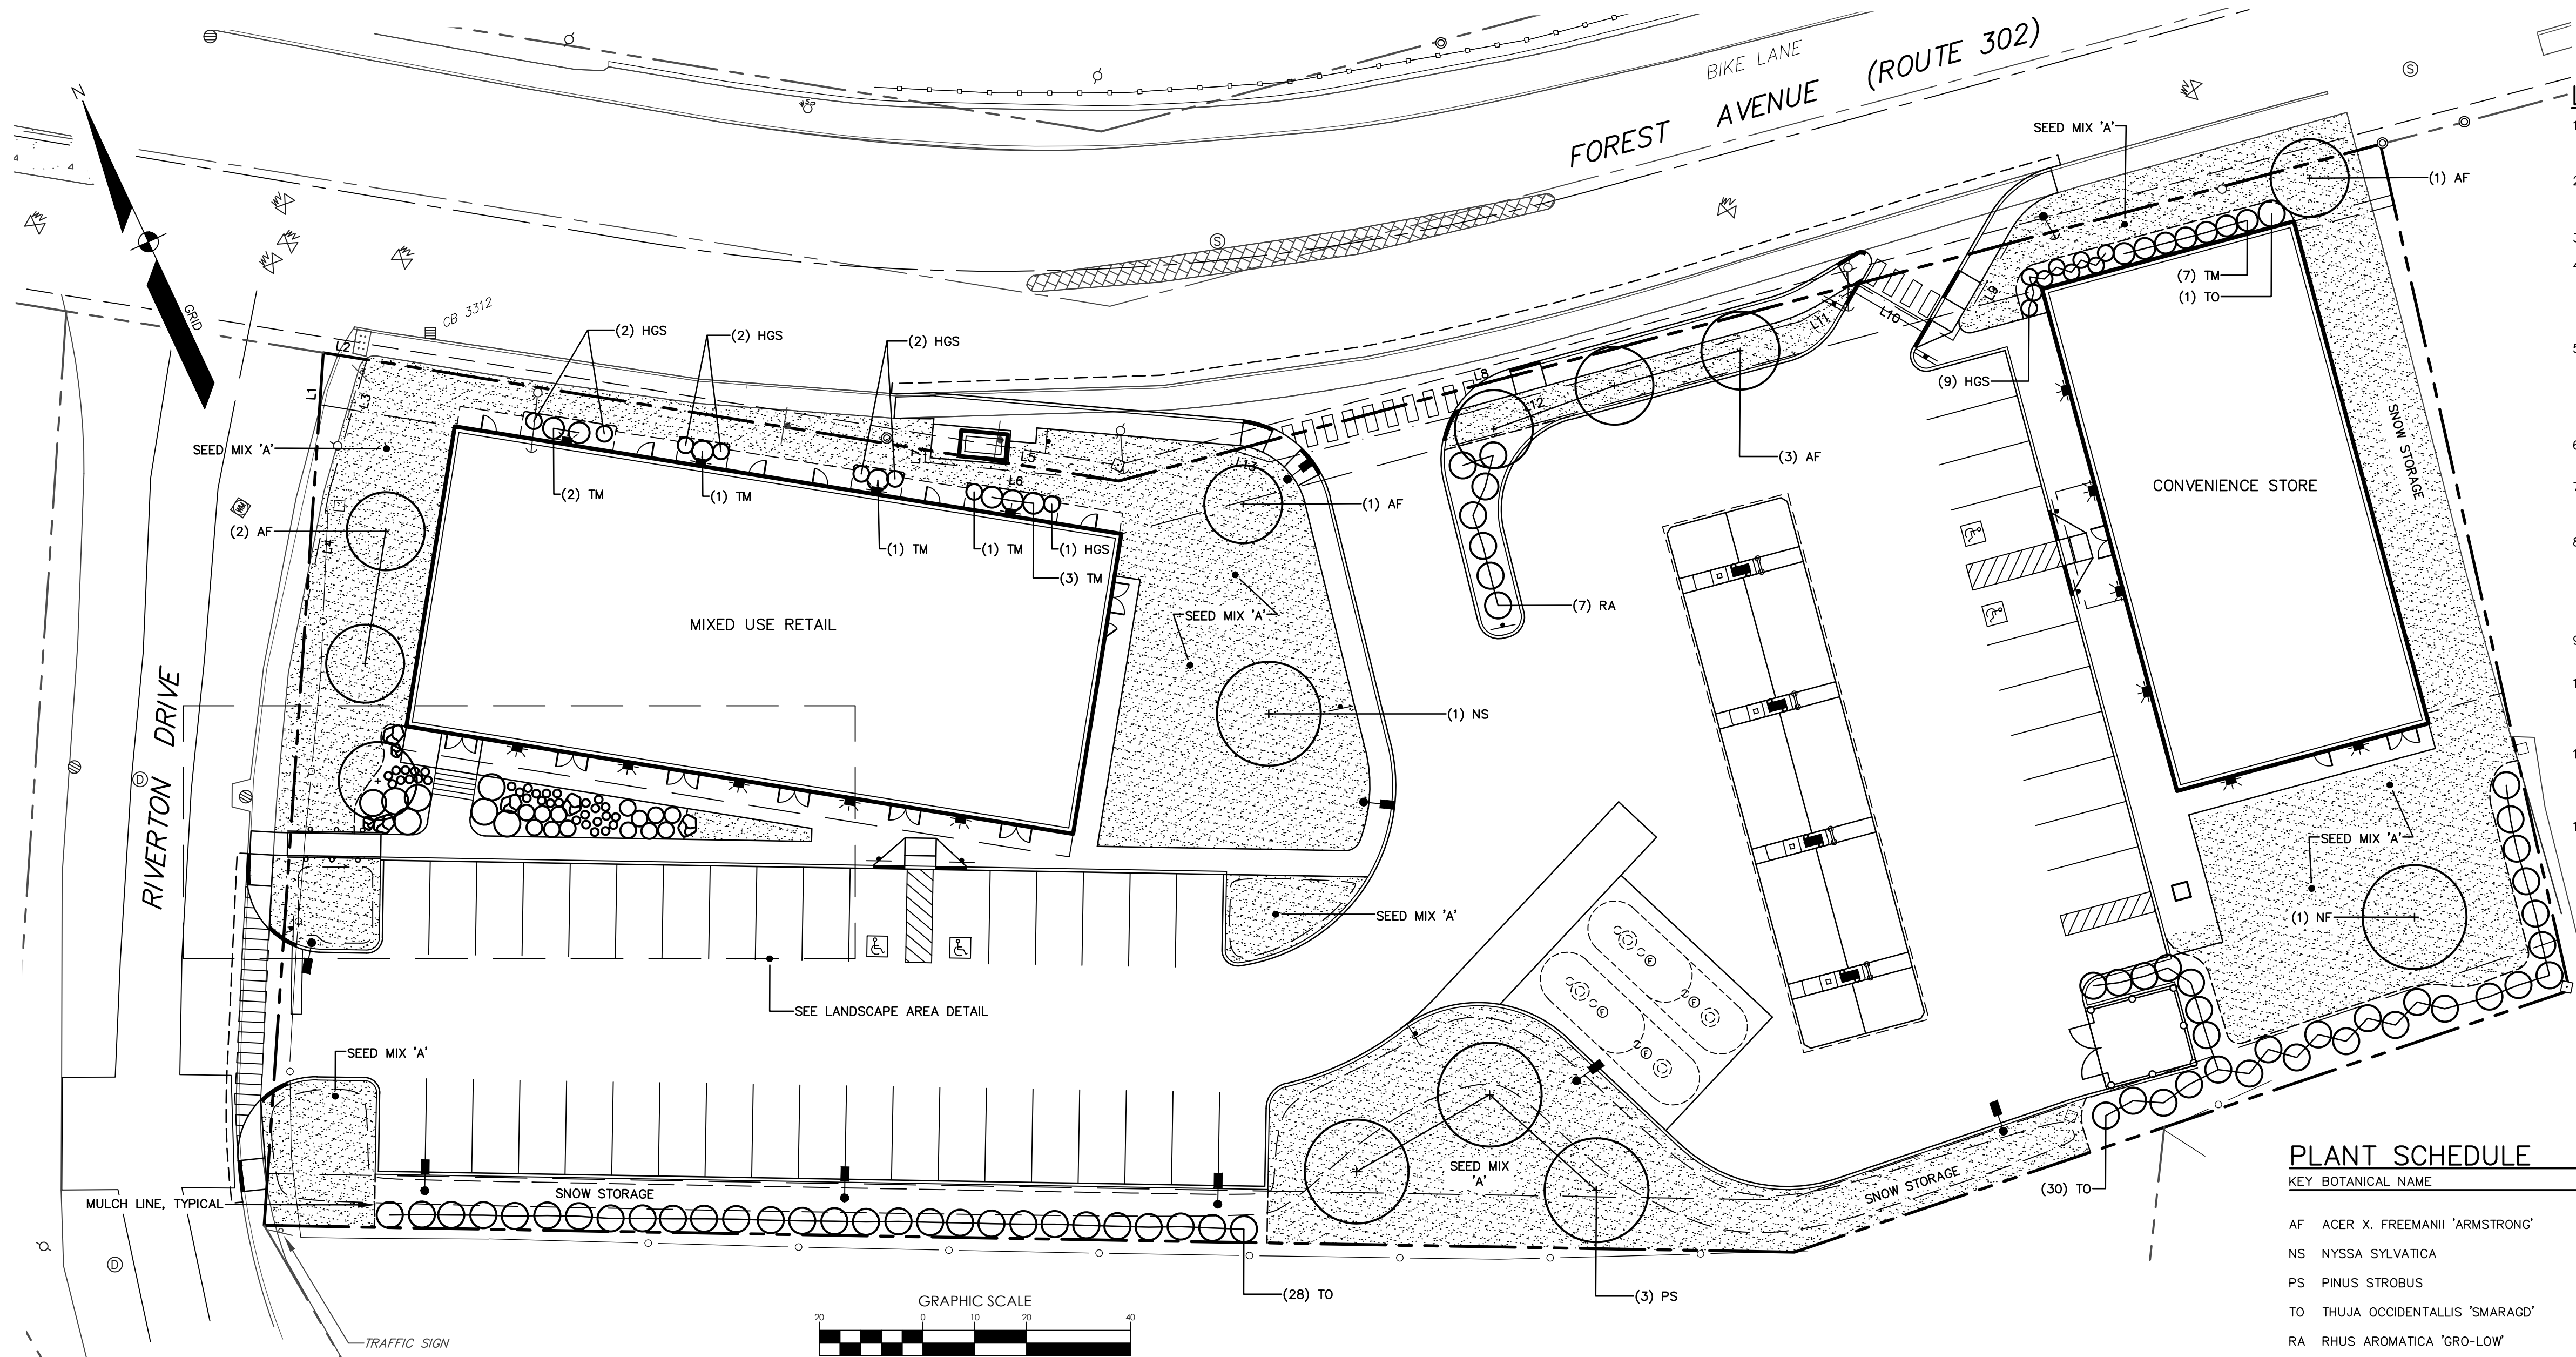 BIKE LANE
FOREST AVENUE (ROUTE 302)
N
GRID
S
S
SEED MIX 'A'
(1) AF
(7) TM
(1) TO
L9
L10
L11
(9) HGS
CB 3312
L2
L1
L3
L4
(2) HGS
(2) HGS
(2) HGS
L8
L12
SEED MIX 'A'
(2) TM
(1) TM
L5
L6
L13
(3) AF
(1) AF
(2) AF
(1) TM
(1) TM
(1) HGS
(3) TM
CONVENIENCE STORE
SNOW STORAGE
SEED MIX 'A'
(7) RA
MIXED USE RETAIL
(1) NS
RIVERTON DRIVE
D
SEED MIX 'A'
SEED MIX 'A'
(1) NF
SEE LANDSCAPE AREA DETAIL
F
F
F
F
SEED MIX 'A'
SEED MIX
'A'
SNOW STORAGE
SNOW STORAGE
(30) TO
MULCH LINE, TYPICAL
D
(28) TO
(3) PS
TRAFFIC SIGN
GRAPHIC SCALE
20 0 10 20 40
PLANT SCHEDULE
KEY BOTANICAL NAME
AF ACER X. FREEMANII 'ARMSTRONG'
NS NYSSA SYLVATICA
PS PINUS STROBUS
TO THUJA OCCIDENTALLIS 'SMARAGD'
RA RHUS AROMATICA 'GRO-LOW'